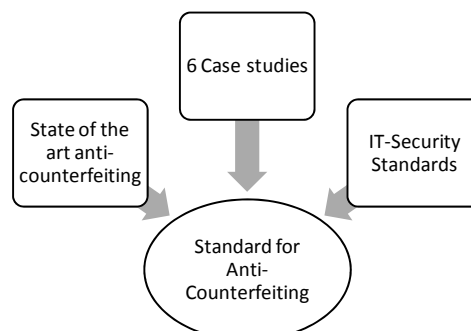 6 Case studies
State of the
art anti-
counterfeiting
IT-Security
Standards
Standard for
Anti-
Counterfeiting